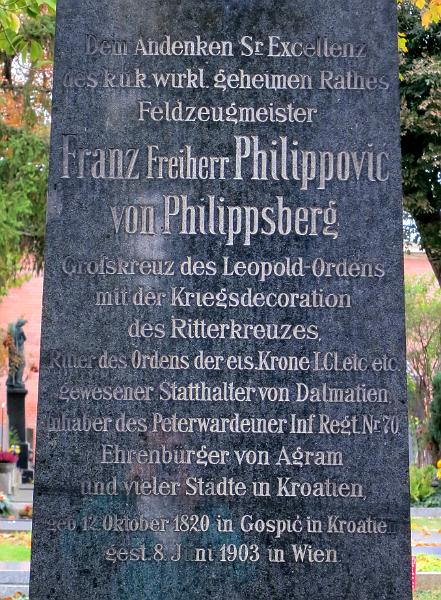 Dem Andenken Sr Excellenz
des k.u.k. wirkl. geheimen Rathes
Feldzeugmeister
Franz Freiherr Philippovic
von Philippsberg
Grofskreuz des Leopold-Ordens
mit der Kriegsdecoration
des Ritterkreuzes,
Ritter des Ordens der eis. Krone I.Cl. etc etc.
gewesener Statthalter von Dalmatien
Inhaber des Peterwardeiner Inf Regt. Nr. 70.
Ehrenbürger von Agram
und vieler Städte in Kroatien,
geb 12. Oktober 1820 in Gospić in Kroatien
gest. 8. Juni 1903 in Wien